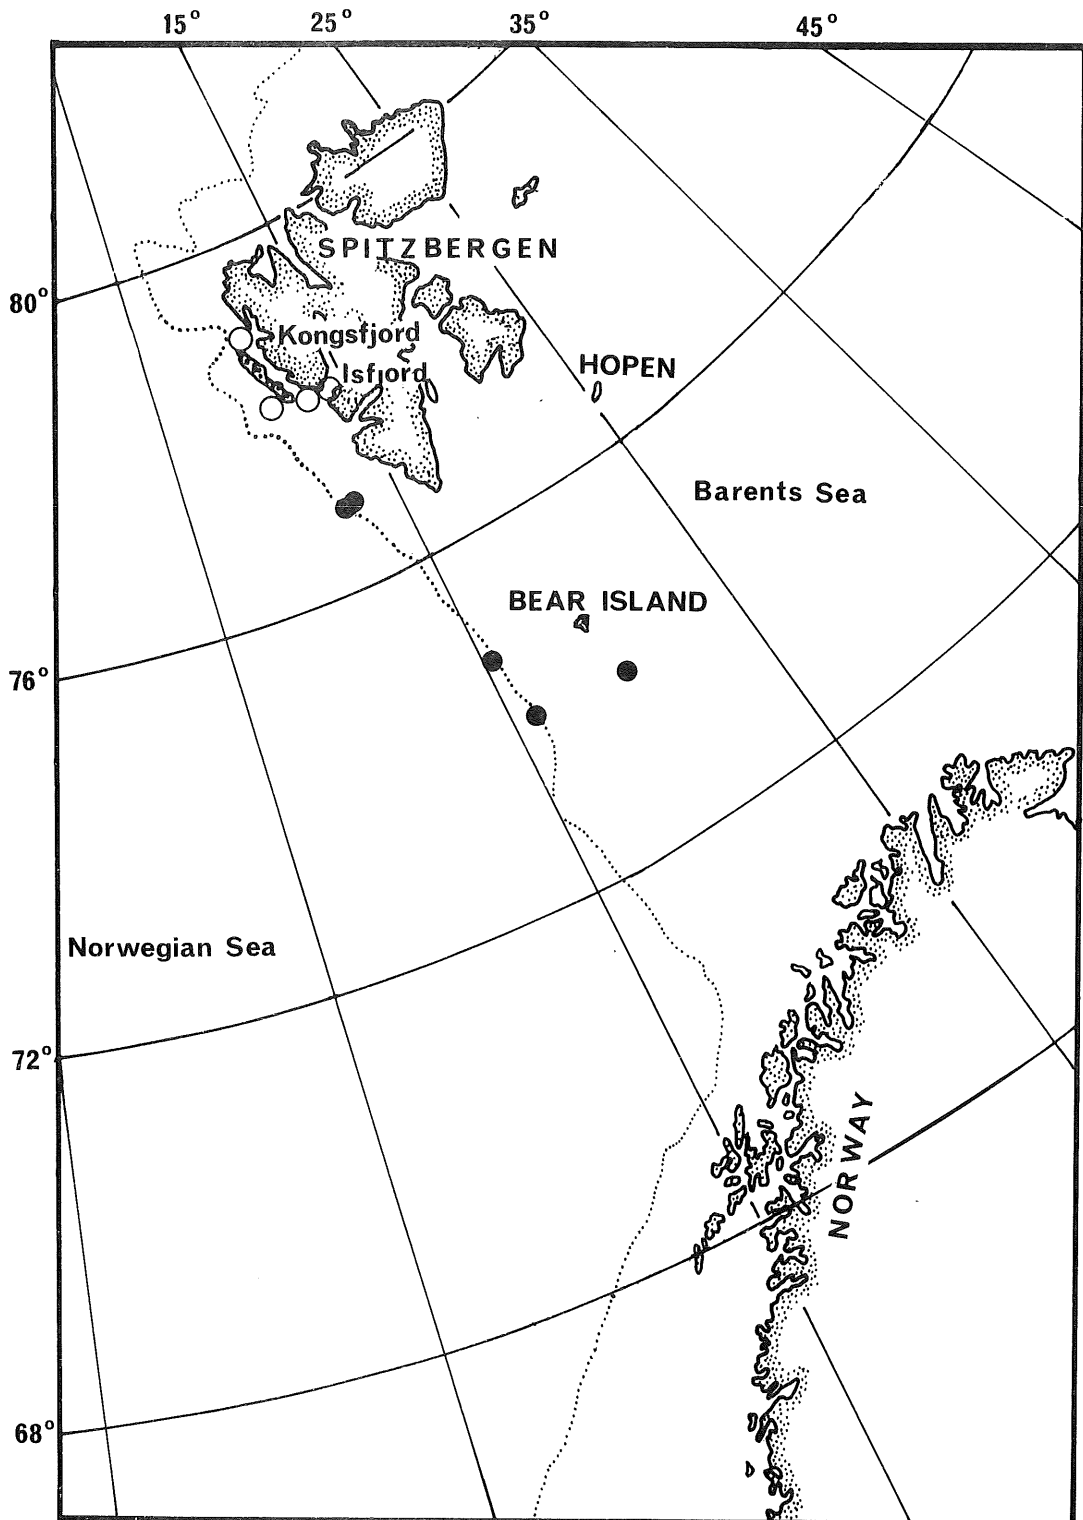 15° 25° 35° 45°
SPITZBERGEN
80°
Kongsfjord
Isfjord
HOPEN
Barents Sea
BEAR ISLAND
76°
Norwegian Sea
72°
NORWAY
68°